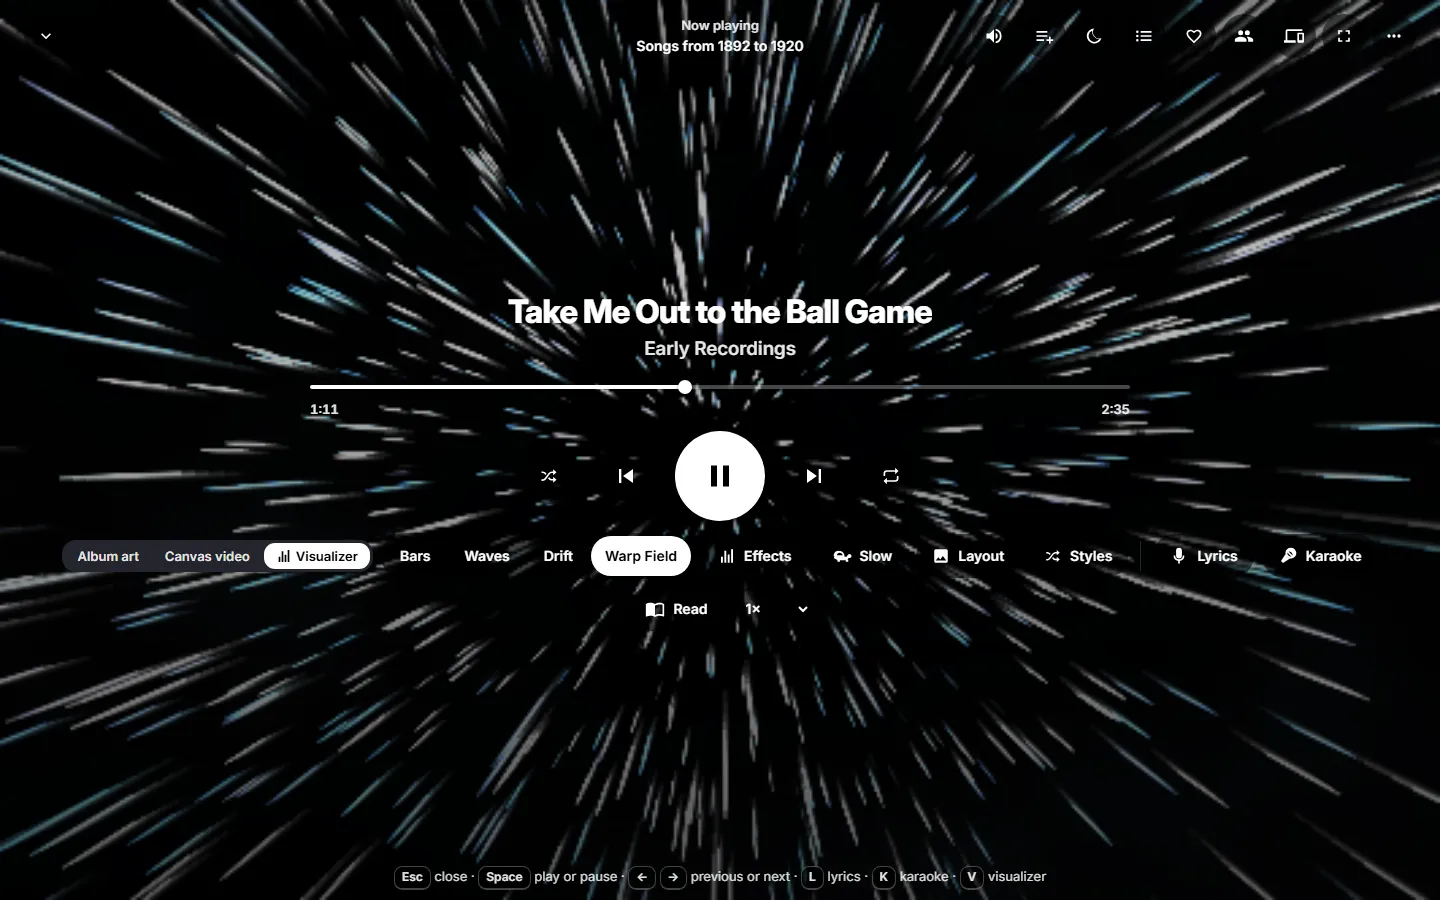 Now playing
Songs from 1892 to 1920
Take Me Out to the Ball Game
Early Recordings
1:11 2:35
Album art Canvas video Visualizer Bars Waves Drift Warp Field Effects Slow Layout Styles Lyrics Karaoke
Read 1×
Esc close · Space play or pause · ← → previous or next · L lyrics · K karaoke · V visualizer